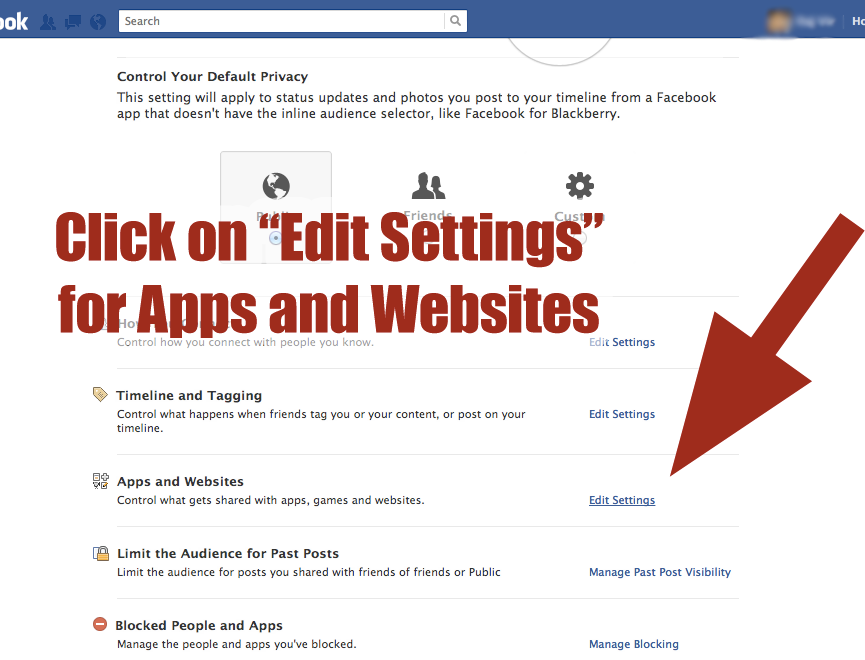 ok
Search
Ho
Control Your Default Privacy
This setting will apply to status updates and photos you post to your timeline from a Facebook
app that doesn't have the inline audience selector, like Facebook for Blackberry.
Friends
Click on “Edit Settings”
for Apps and Websites
Control how you connect with people you know.
Edit Settings
Timeline and Tagging
Control what happens when friends tag you or your content, or post on your
timeline.
Edit Settings
Apps and Websites
Control what gets shared with apps, games and websites.
Edit Settings
Limit the Audience for Past Posts
Limit the audience for posts you shared with friends of friends or Public
Manage Past Post Visibility
Blocked People and Apps
Manage the people and apps you've blocked.
Manage Blocking